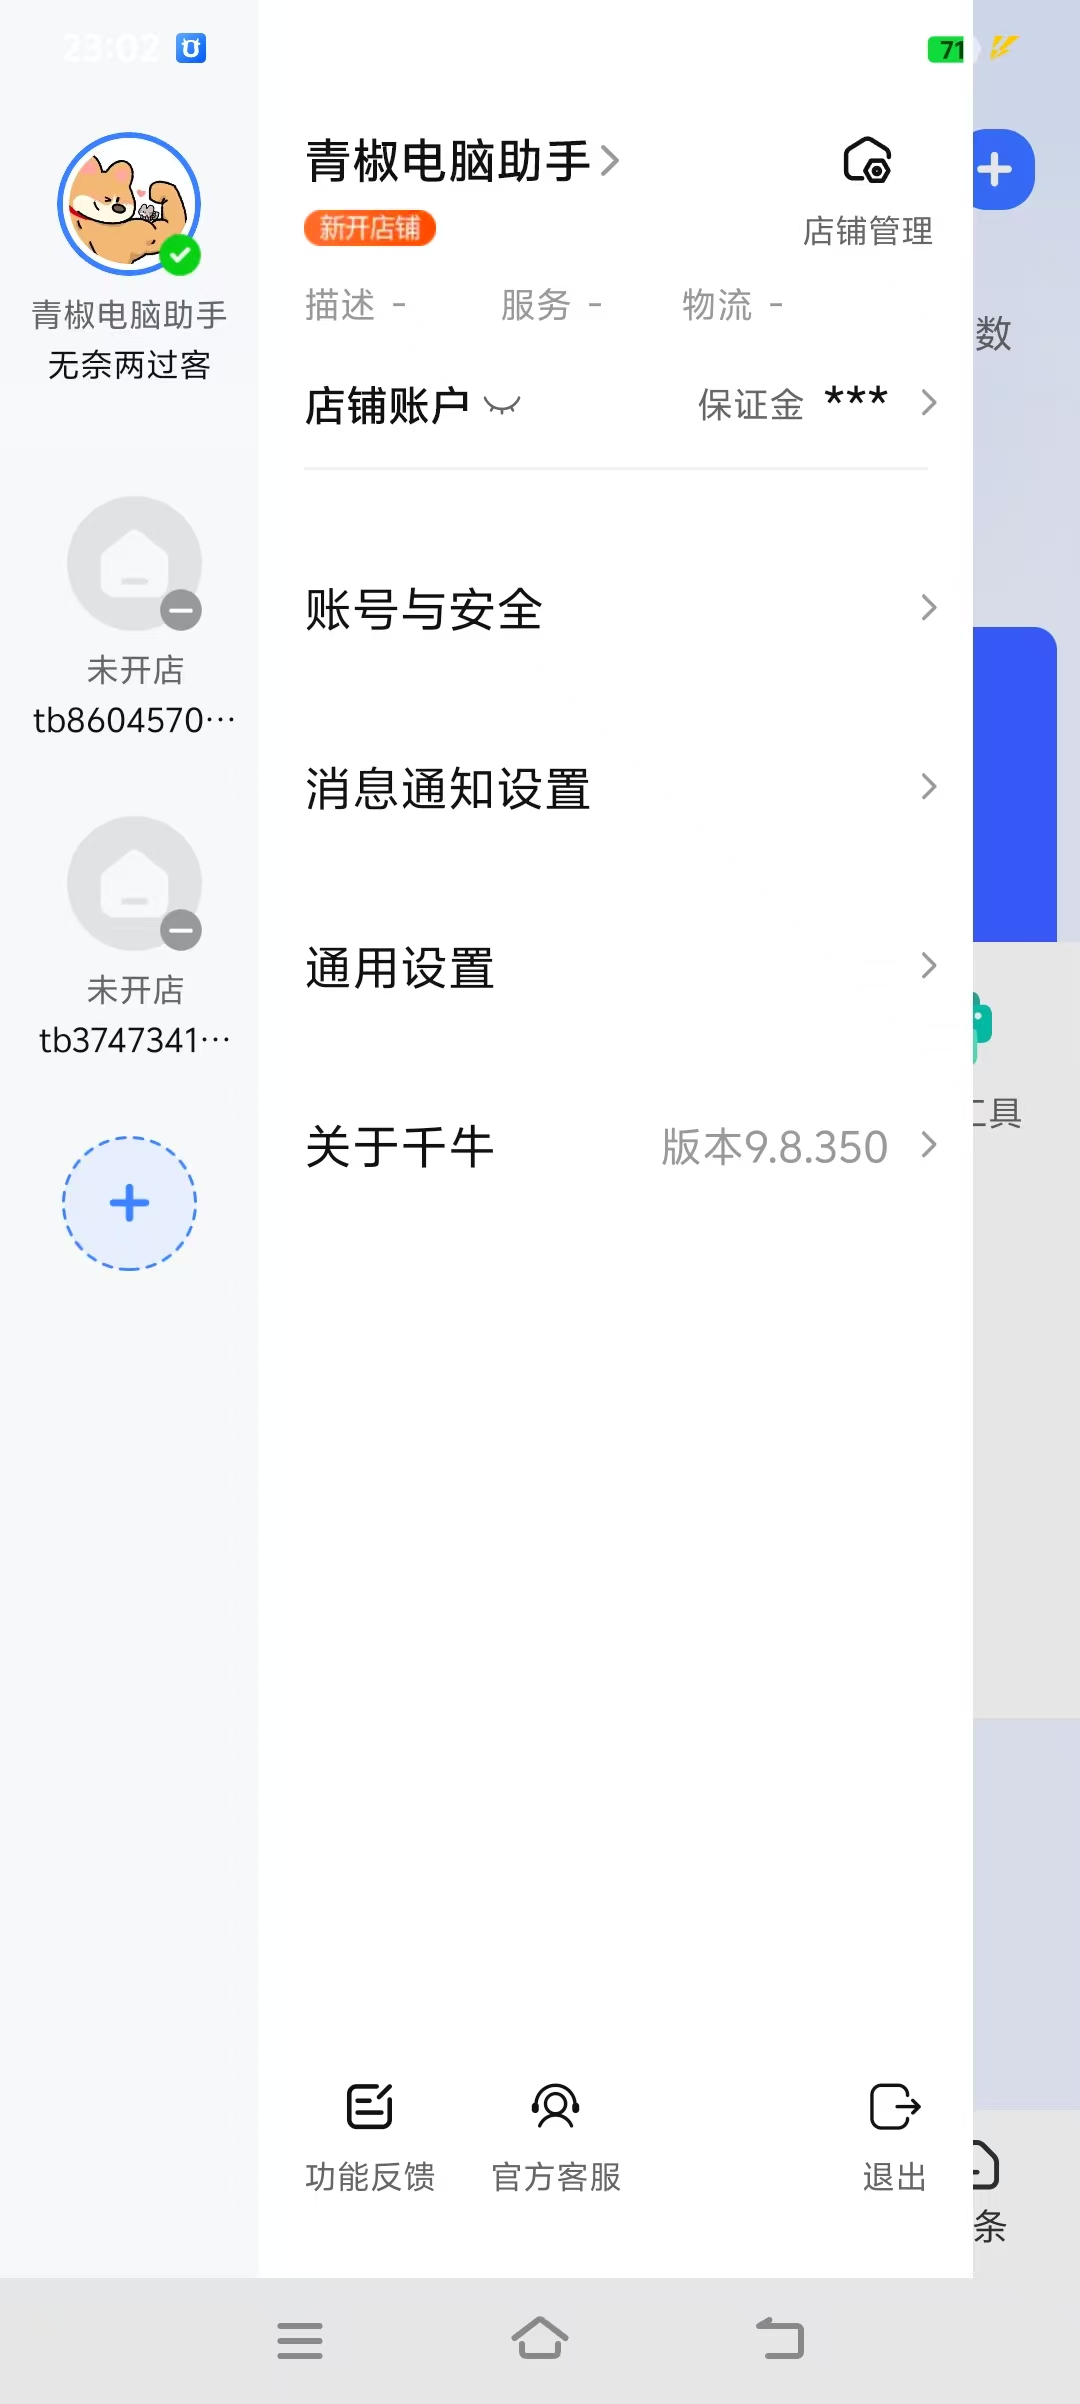 23:02
71
青椒电脑助手
新开店铺
店铺管理
描述 -
服务 -
物流 -
店铺账户
保证金 ***
账号与安全
消息通知设置
通用设置
关于千牛
版本9.8.350
功能反馈
官方客服
退出
青椒电脑助手
无奈两过客
未开店
tb8604570···
未开店
tb3747341···
数
具
条